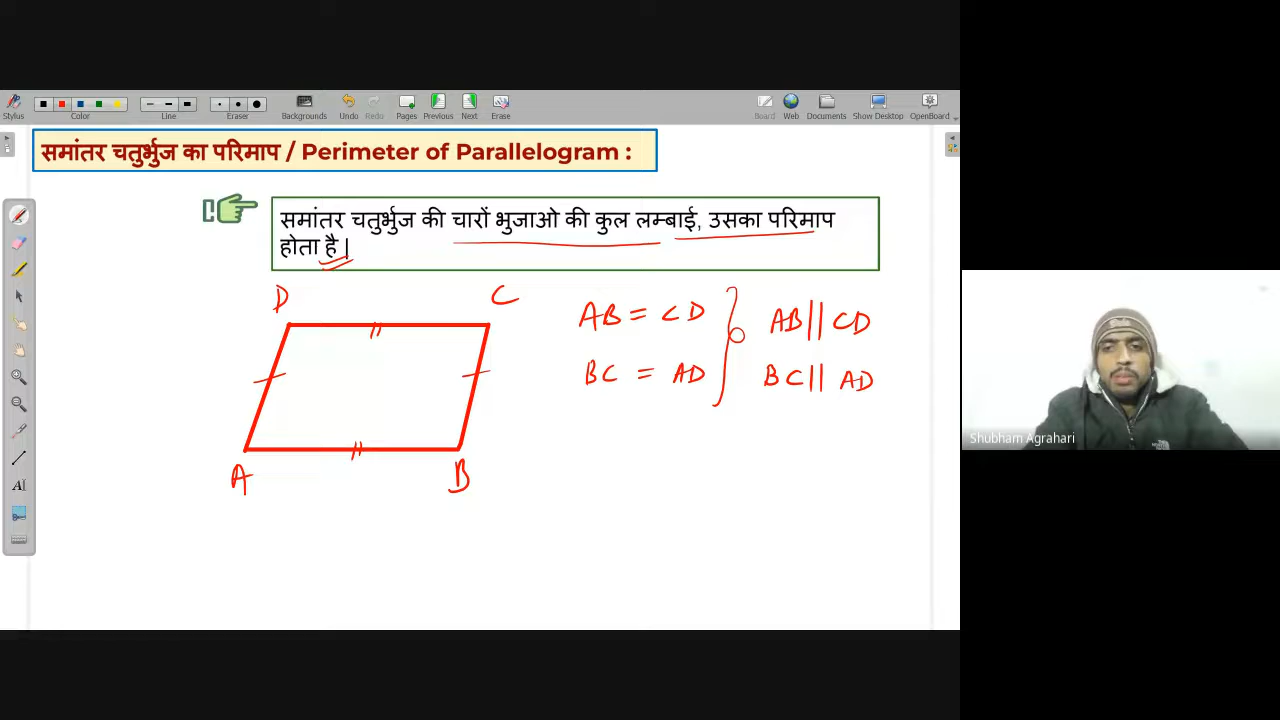 Stylus
Color
Line
Eraser
Backgrounds
Undo
Redo
Pages
Previous
Next
Erase
Board
Web
Documents
Show Desktop
OpenBoard
समांतर चतुर्भुज का परिमाप / Perimeter of Parallelogram :
समांतर चतुर्भुज की चारों भुजाओ की कुल लम्बाई, उसका परिमाप
होता है |
D
C
AB = CD
AB || CD
BC = AD
BC || AD
A
B
Shubham Agrahari